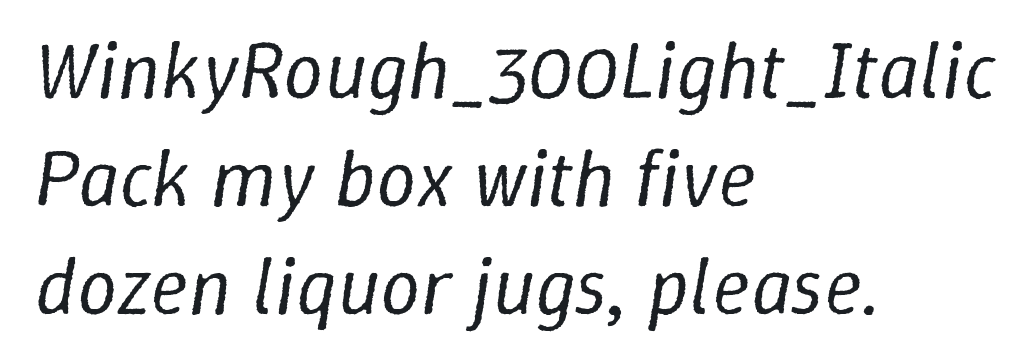 WinkyRough_300Light_Italic
Pack my box with five
dozen liquor jugs, please.